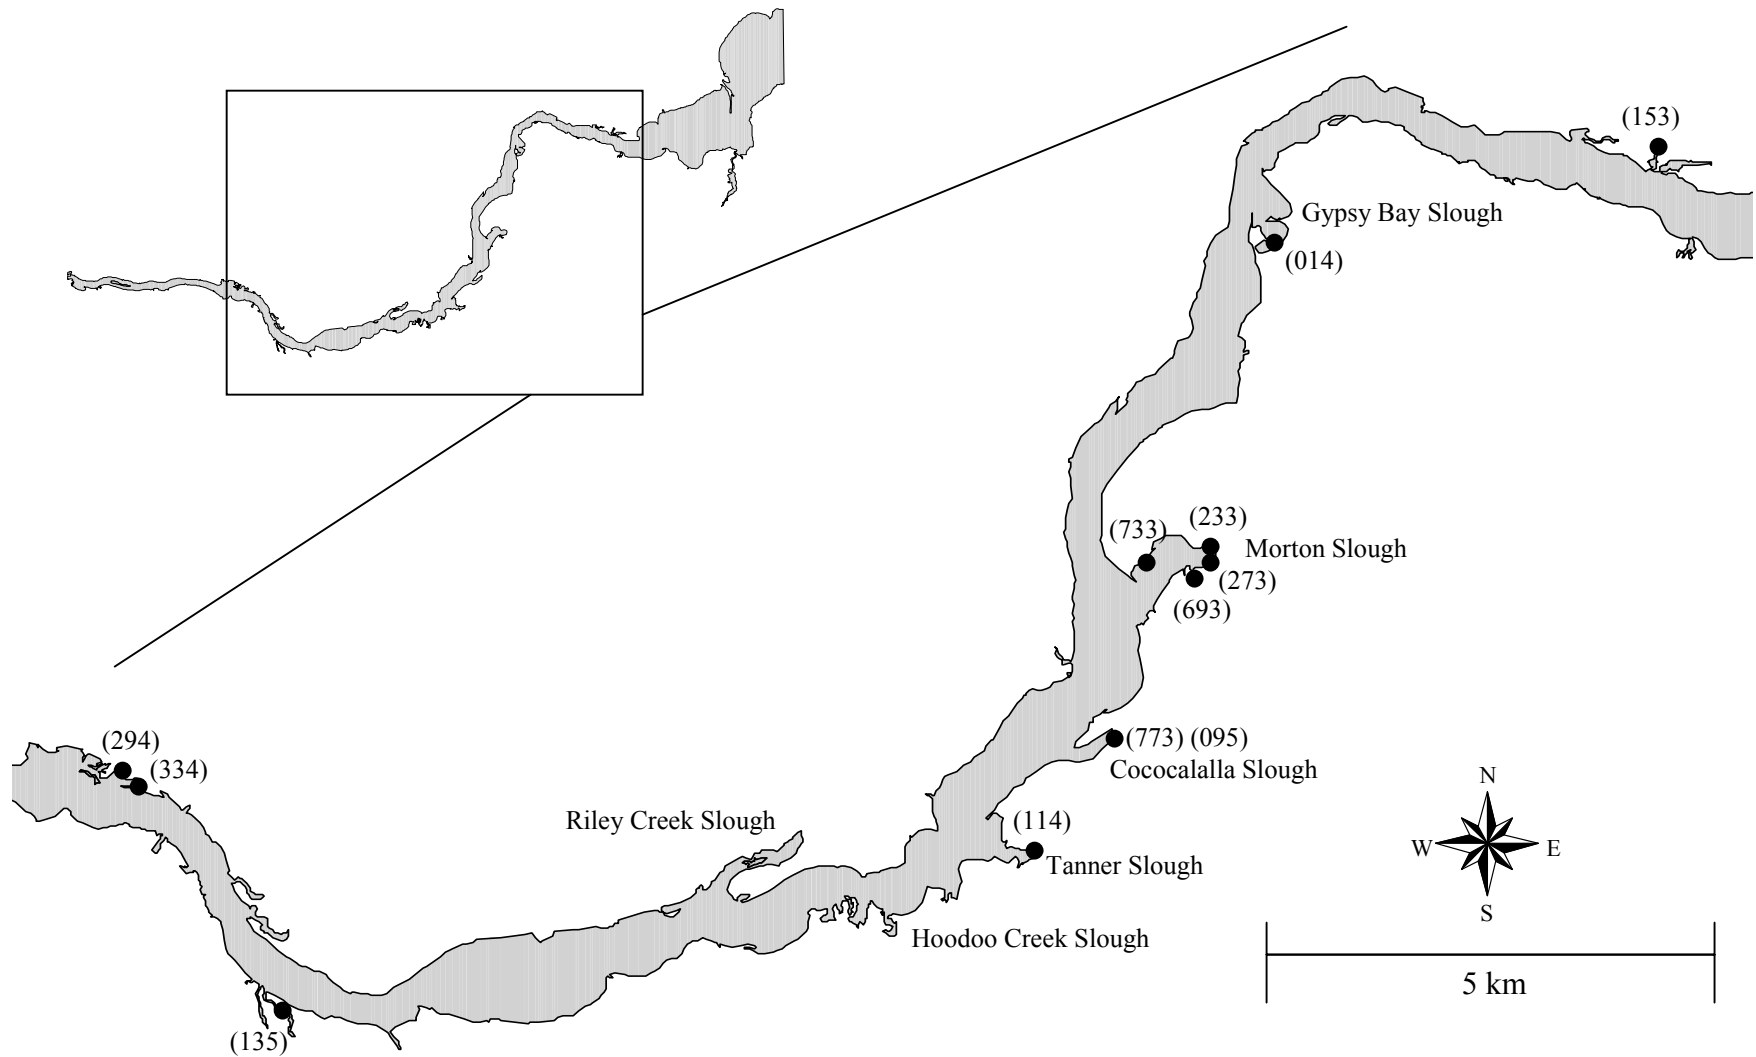 (153)
Gypsy Bay Slough
(014)
(733)
(233)
Morton Slough
(273)
(693)
(294)
(334)
(773) (095)
Cococalalla Slough
Riley Creek Slough
(114)
Tanner Slough
Hoodoo Creek Slough
(135)
N
W
E
S
5 km